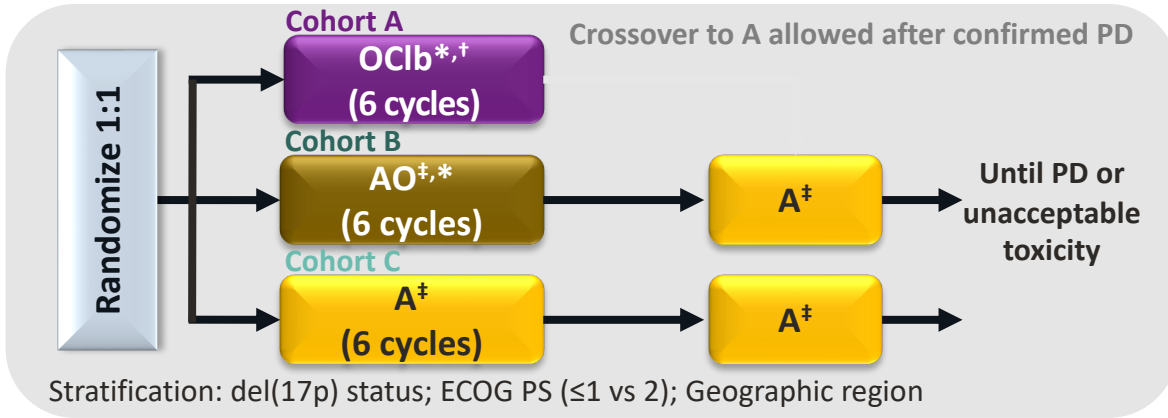 Randomize 1:1
Cohort A
OClb*,†
(6 cycles)
Crossover to A allowed after confirmed PD
Cohort B
AO‡,*
(6 cycles)
A‡
Until PD or
unacceptable
toxicity
Cohort C
A‡
(6 cycles)
A‡
Stratification: del(17p) status; ECOG PS (≤1 vs 2); Geographic region